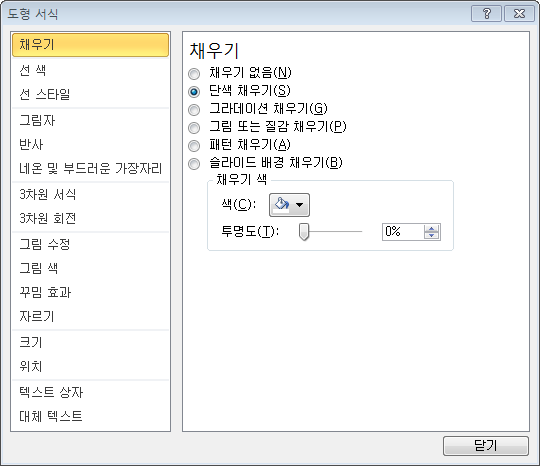 도형 서식
채우기
선 색
선 스타일
그림자
반사
네온 및 부드러운 가장자리
3차원 서식
3차원 회전
그림 수정
그림 색
꾸밈 효과
자르기
크기
위치
텍스트 상자
대체 텍스트
채우기
채우기 없음(N)
단색 채우기(S)
그라데이션 채우기(G)
그림 또는 질감 채우기(P)
패턴 채우기(A)
슬라이드 배경 채우기(B)
채우기 색
색(C):
투명도(T): 0%
닫기